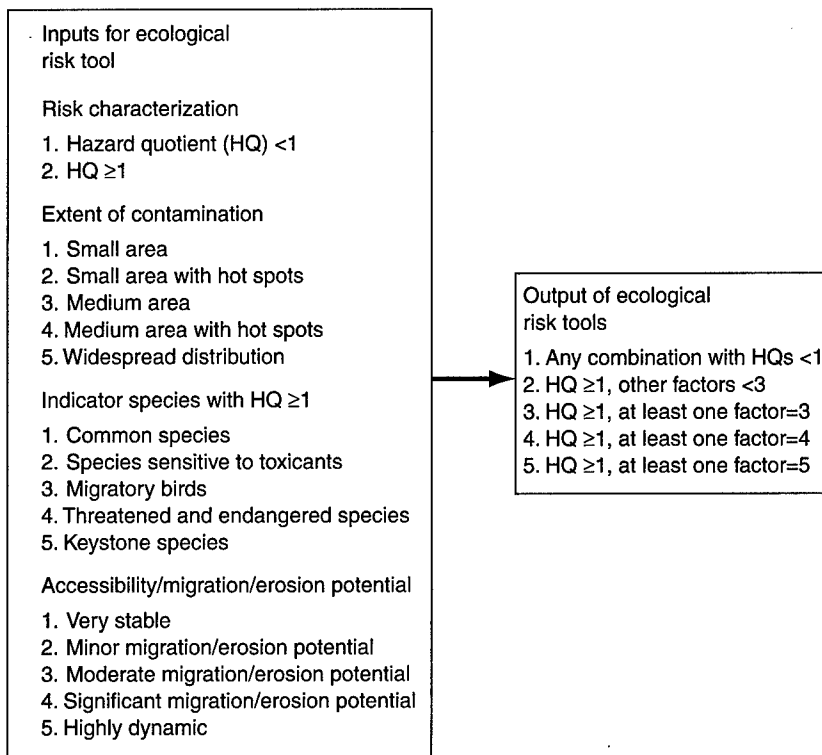 Inputs for ecological
risk tool
Risk characterization
1. Hazard quotient (HQ) <1
2. HQ ≥1
Extent of contamination
1. Small area
2. Small area with hot spots
3. Medium area
4. Medium area with hot spots
5. Widespread distribution
Indicator species with HQ ≥1
1. Common species
2. Species sensitive to toxicants
3. Migratory birds
4. Threatened and endangered species
5. Keystone species
Accessibility/migration/erosion potential
1. Very stable
2. Minor migration/erosion potential
3. Moderate migration/erosion potential
4. Significant migration/erosion potential
5. Highly dynamic
Output of ecological
risk tools
1. Any combination with HQs <1
2. HQ ≥1, other factors <3
3. HQ ≥1, at least one factor=3
4. HQ ≥1, at least one factor=4
5. HQ ≥1, at least one factor=5